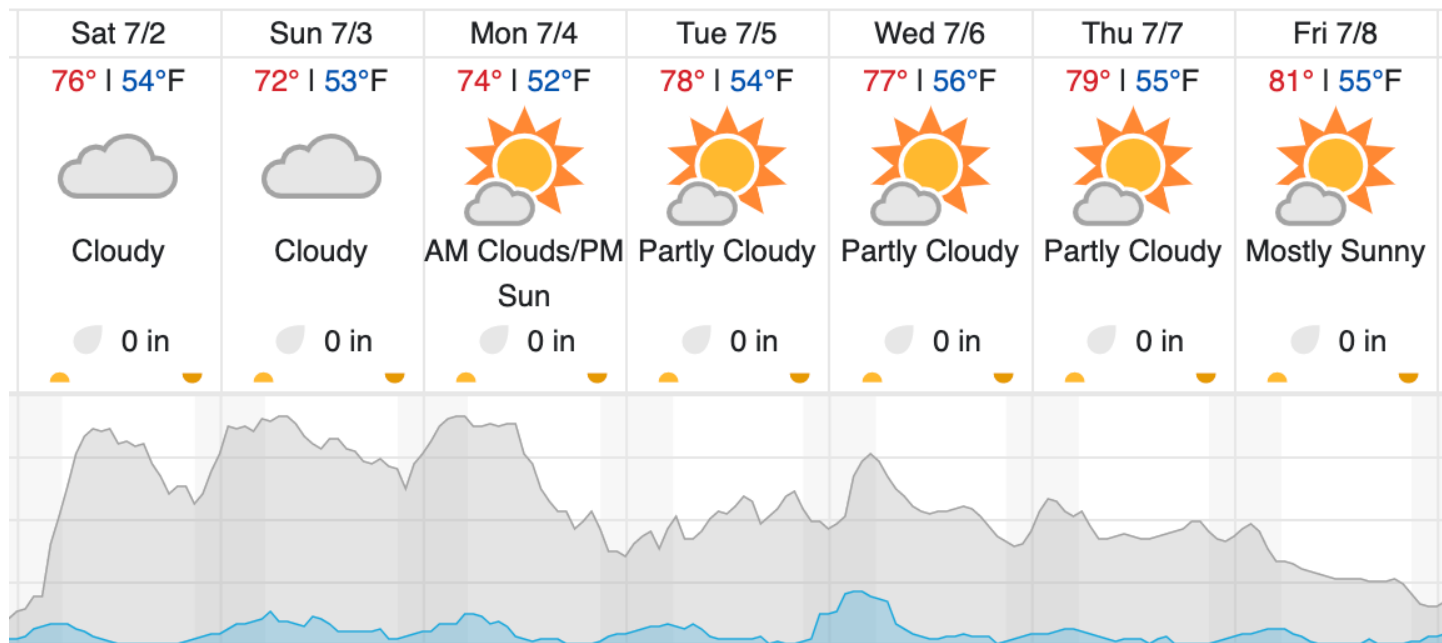 Sat 7/2 Sun 7/3 Mon 7/4 Tue 7/5 Wed 7/6 Thu 7/7 Fri 7/8
76° | 54°F 72° | 53°F 74° | 52°F 78° | 54°F 77° | 56°F 79° | 55°F 81° | 55°F
Cloudy Cloudy AM Clouds/PM Partly Cloudy Partly Cloudy Partly Cloudy Mostly Sunny
Sun
0 in 0 in 0 in 0 in 0 in 0 in 0 in